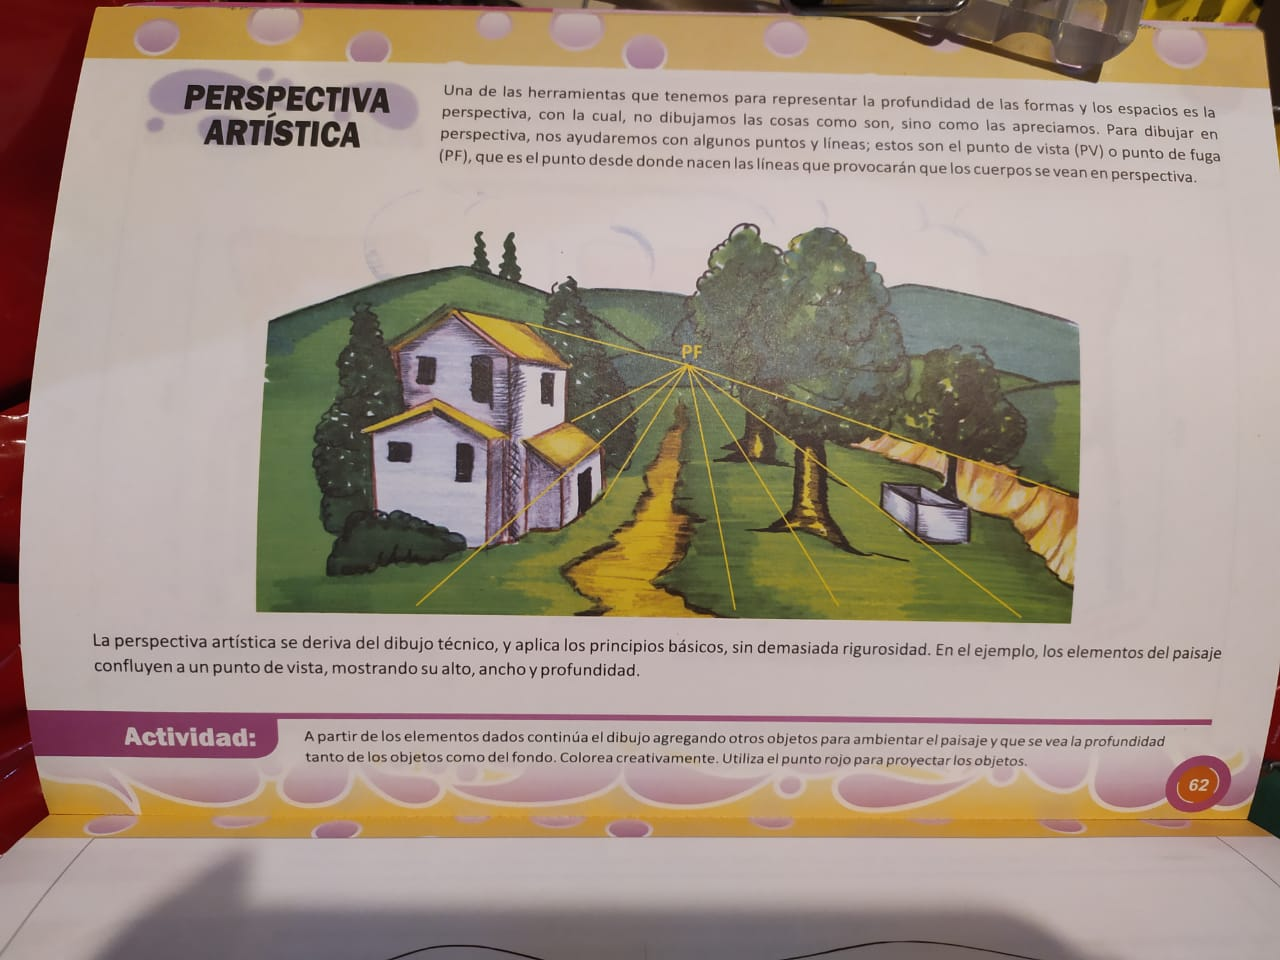 PERSPECTIVA
ARTÍSTICA
Una de las herramientas que tenemos para representar la profundidad de las formas y los espacios es la
perspectiva, con la cual, no dibujamos las cosas como son, sino como las apreciamos. Para dibujar en
perspectiva, nos ayudaremos con algunos puntos y líneas; estos son el punto de vista (PV) o punto de fuga
(PF), que es el punto desde donde nacen las líneas que provocarán que los cuerpos se vean en perspectiva.
PF
La perspectiva artística se deriva del dibujo técnico, y aplica los principios básicos, sin demasiada rigurosidad. En el ejemplo, los elementos del paisaje
confluyen a un punto de vista, mostrando su alto, ancho y profundidad.
Actividad:
A partir de los elementos dados continúa el dibujo agregando otros objetos para ambientar el paisaje y que se vea la profundidad
tanto de los objetos como del fondo. Colorea creativamente. Utiliza el punto rojo para proyectar los objetos.
62